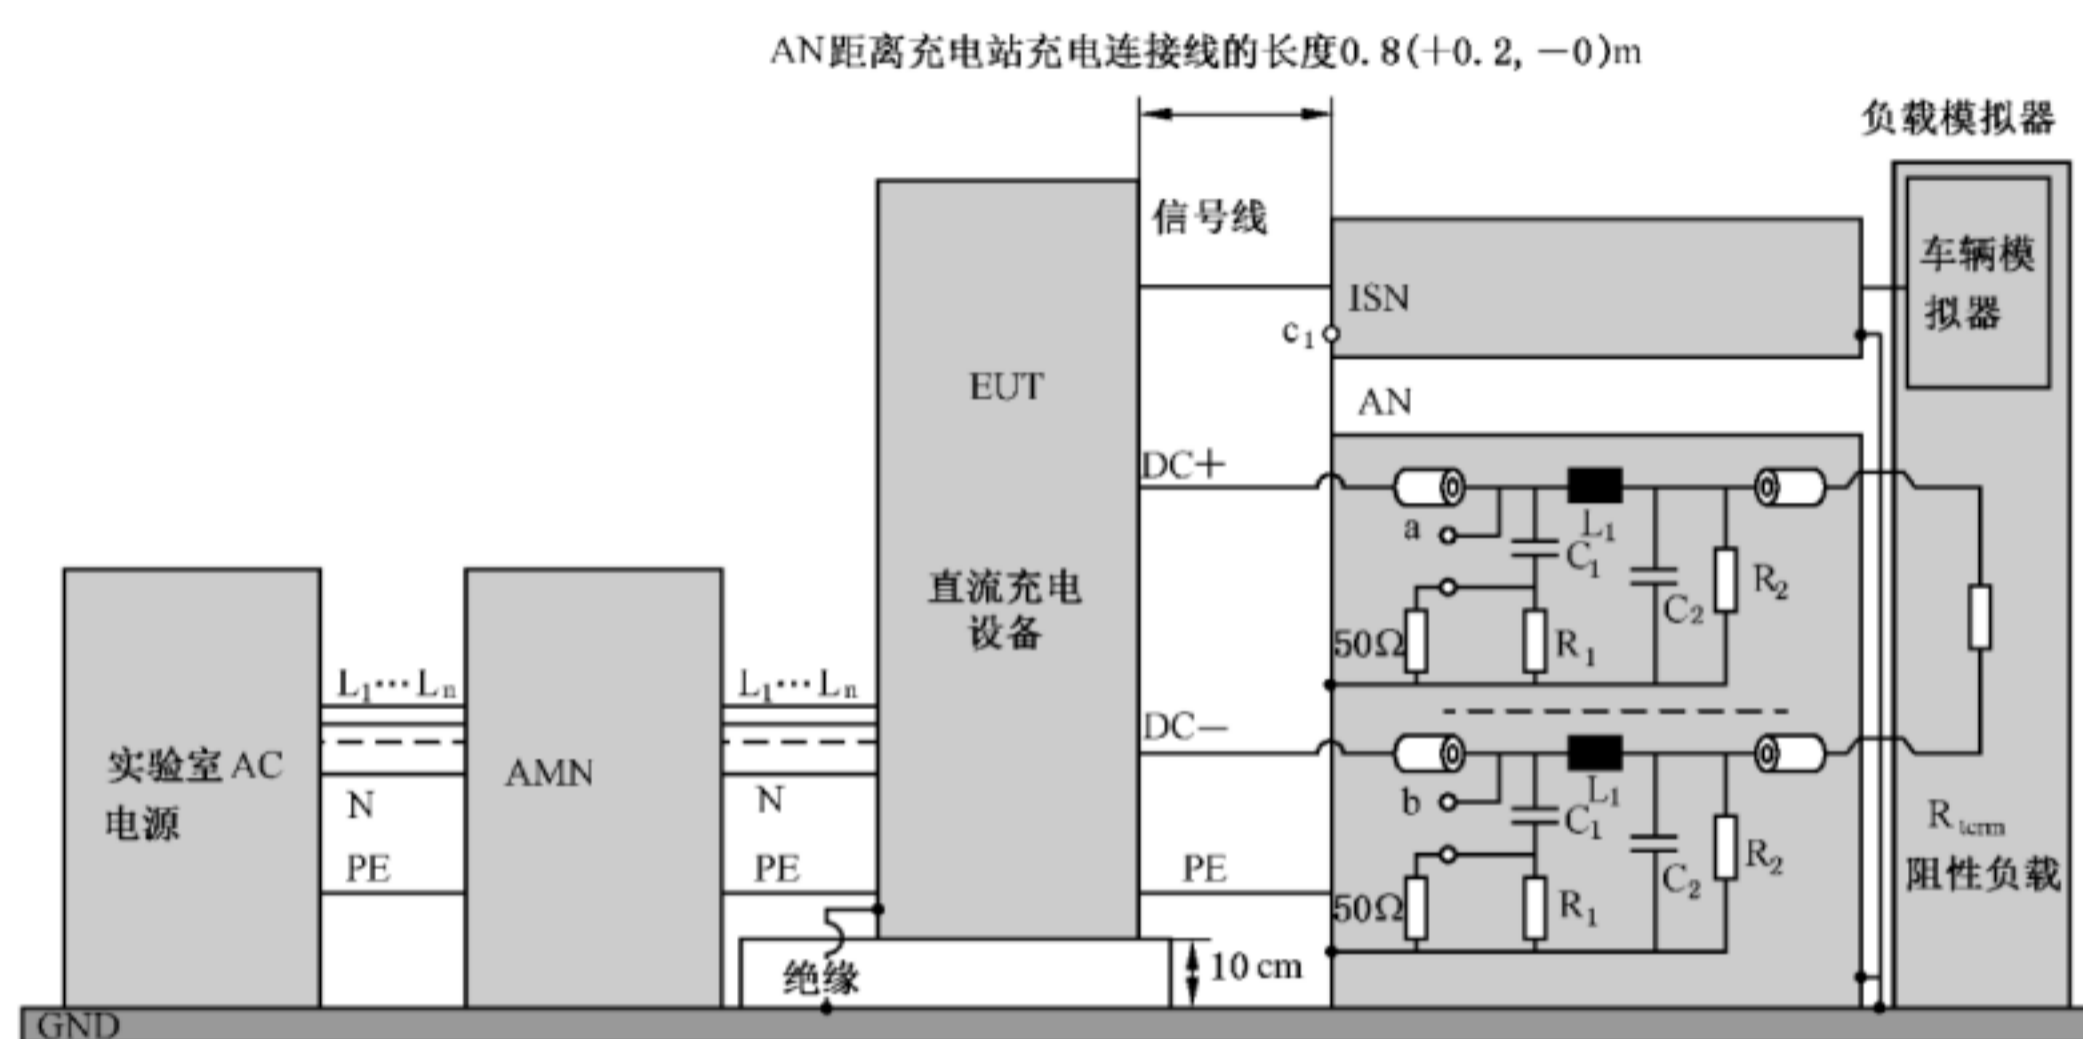 AN距离充电站充电连接线的长度0.8(+0.2, −0)m
负载模拟器
信号线
车辆模
拟器
ISN
c1
EUT
AN
DC+
a
L1
C1
R2
C2
直流充电
设备
50Ω
R1
L1⋯Ln
L1⋯Ln
DC−
实验室AC
电源
AMN
N
N
b
L1
C1
Rterm
R2
PE
PE
PE
C2
阻性负载
50Ω
R1
绝缘
10 cm
GND